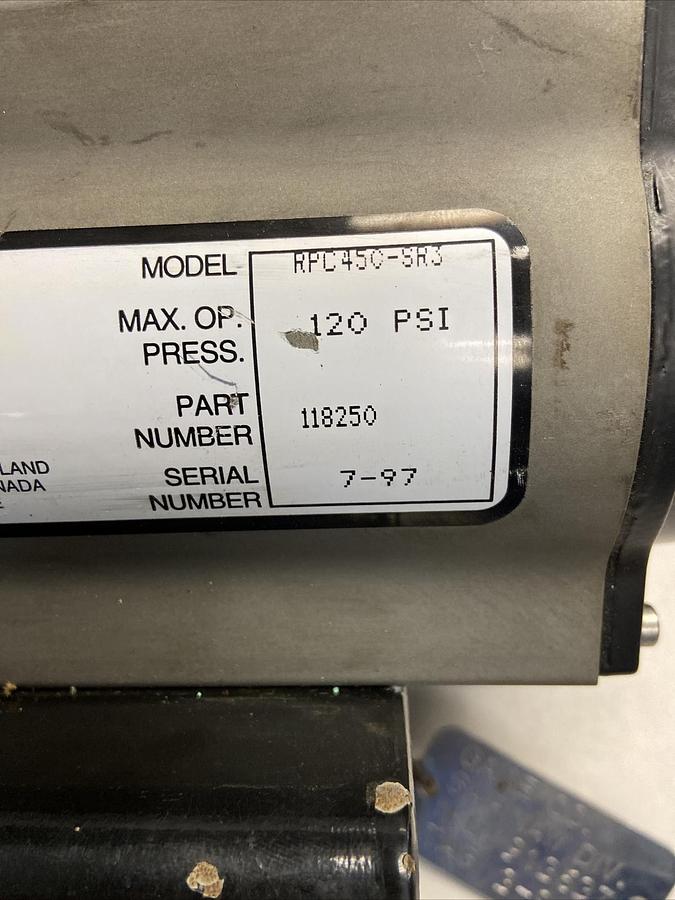 MODEL RPC450-SR3
MAX. OP. 120 PSI
PRESS.
PART
NUMBER 118250
SERIAL 7-97
NUMBER
LAND
NADA